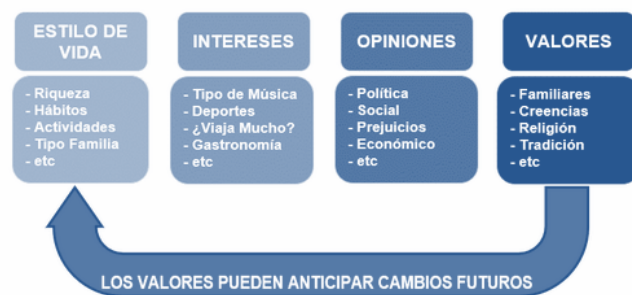 ESTILO DE
VIDA
- Riqueza
- Hábitos
- Actividades
- Tipo Familia
- etc
INTERESES
- Tipo de Música
- Deportes
- ¿Viaja Mucho?
- Gastronomía
- etc
OPINIONES
- Política
- Social
- Prejuicios
- Económico
- etc
VALORES
- Familiares
- Creencias
- Religión
- Tradición
- etc
LOS VALORES PUEDEN ANTICIPAR CAMBIOS FUTUROS